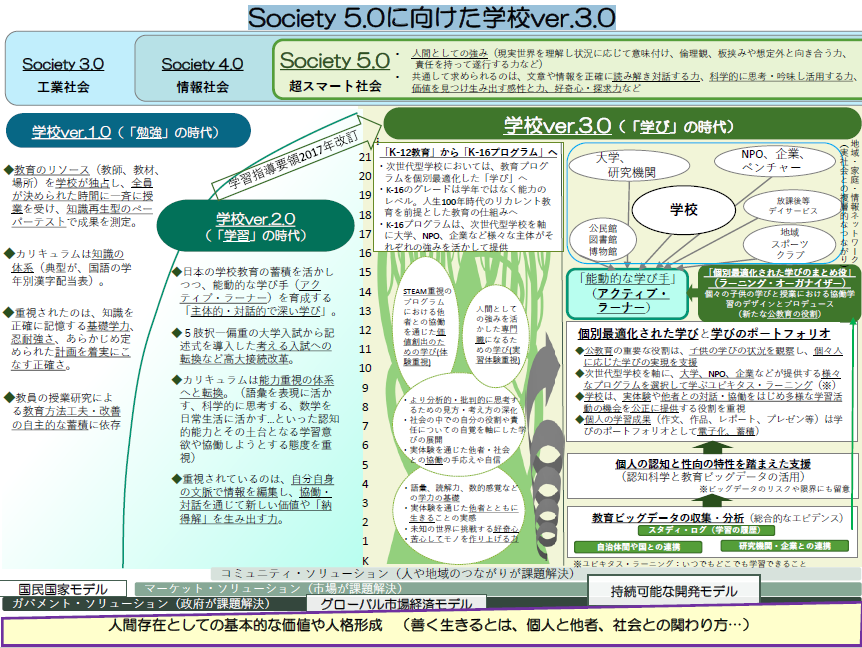 Society 5.0に向けた学校ver.3.0
Society 3.0
工業社会
Society 4.0
情報社会
Society 5.0
超スマート社会
・ 人間としての強み（現実世界を理解し状況に応じて意味付け、倫理観、板挟みや想定外と向き合う力、
責任を持って遂行する力など）
・ 共通して求められるのは、文章や情報を正確に読み解き対話する力、科学的に思考・吟味し活用する力、
価値を見つけ生み出す感性と力、好奇心・探求力など
学校ver.1.0（「勉強」の時代）
◆教育のリソース（教師、教材、
場所）を学校が独占し、全員
が決められた時間に一斉に授
業を受け、知識再生型のペー
パーテストで成果を測定。
◆カリキュラムは知識の
体系（典型が、国語の学
年別漢字配当表）。
◆重視されたのは、知識を
正確に記憶する基礎学力、
忍耐強さ、あらかじめ定
められた計画を着実にこ
なす正確さ。
◆教員の授業研究によ
る教育方法工夫・改善
の自主的な蓄積に依存
学習指導要領2017年改訂
学校ver.2.0
（「学習」の時代）
◆日本の学校教育の蓄積を活かし
つつ、能動的な学び手（アク
ティブ・ラーナー）を育成する
「主体的・対話的で深い学び」。
◆５肢択一偏重の大学入試から記
述式を導入した考える入試への
転換など高大接続改革。
◆カリキュラムは能力重視の体系
へと転換。（語彙を表現に活か
す、科学的に思考する、数学を
日常生活に活かす…といった認知
的能力とその土台となる学習意
欲や協働しようとする態度を重
視）
◆重視されているのは、自分自身
の文脈で情報を編集し、協働・
対話を通じて新しい価値や「納
得解」を生み出す力。
学校ver.3.0（「学び」の時代）
「K-12教育」から「K-16プログラム」へ
・次世代型学校においては、教育プログ
ラムを個別最適化した「学び」へ
・K-16のグレードは学年ではなく能力の
レベル。人生100年時代のリカレント教
育を前提とした教育の仕組みへ
・K-16プログラムは、次世代型学校を軸
に大学、NPO、企業など様々な主体がそ
れぞれの強みを活かして提供
21
20
19
18
17
16
15
14
13
12
11
10
9
8
7
6
5
4
3
2
1
K
STEAM重視の
プログラム
における他
者との協働
を通じた価
値創出のた
めの学び(体
験重視)
人間として
の強みを活
かした専門
職になるた
めの学び(実
習体験重視)
・より分析的・批判的に思考す
るための見方・考え方の深化
・社会の中での自分の役割や責
任についての自覚を軸にした学
びの展開
・実体験を通じた他者・社会
との協働の手応えや自信
・語彙、読解力、数的感覚など
の学力の基礎
・実体験を通じた他者とともに
生きることの実感
・未知の世界に挑戦する好奇心
・苦心してモノを作り上げる力
大学、
研究機関
NPO、企業、
ベンチャー
学校
放課後等
デイサービス
公民館
図書館
博物館
地域
スポーツ
クラブ
地域・家庭・情報ネットワーク
（実社会との複層的なつながり）
「能動的な学び手」
（アクティブ・
ラーナー）
「個別最適化された学びのまとめ役」
（ラーニング・オーガナイザー）
個々の子供の学びと授業における協働学
習のデザインとプロデュース
（新たな公教育の役割）
個別最適化された学びと学びのポートフォリオ
◆公教育の重要な役割は、子供の学びの状況を観察し、個々人
に応じた学びの実現を支援
◆次世代型学校を軸に、大学、NPO、企業などが提供する様々
なプログラムを選択して学ぶユビキタス・ラーニング（※）
◆学校は、実体験や他者との対話・協働をはじめ多様な学習活
動の機会を公正に提供する役割を重視
◆個人の学習成果（作文、作品、レポート、プレゼン等）は学
びのポートフォリオとして電子化、蓄積）
個人の認知と性向の特性を踏まえた支援
（認知科学と教育ビッグデータの活用）
※ビッグデータのリスクや限界にも留意
教育ビッグデータの収集・分析（総合的なエビデンス）
スタディ・ログ（学習の履歴）
自治体間や国との連携
研究機関・企業との連携
※ユビキタス・ラーニング：いつでもどこでも学習できること
コミュニティ・ソリューション（人や地域のつながりが課題解決）
国民国家モデル
マーケット・ソリューション（市場が課題解決）
持続可能な開発モデル
ガバメント・ソリューション（政府が課題解決）
グローバル市場経済モデル
人間存在としての基本的な価値や人格形成　（善く生きるとは、個人と他者、社会との関わり方…）